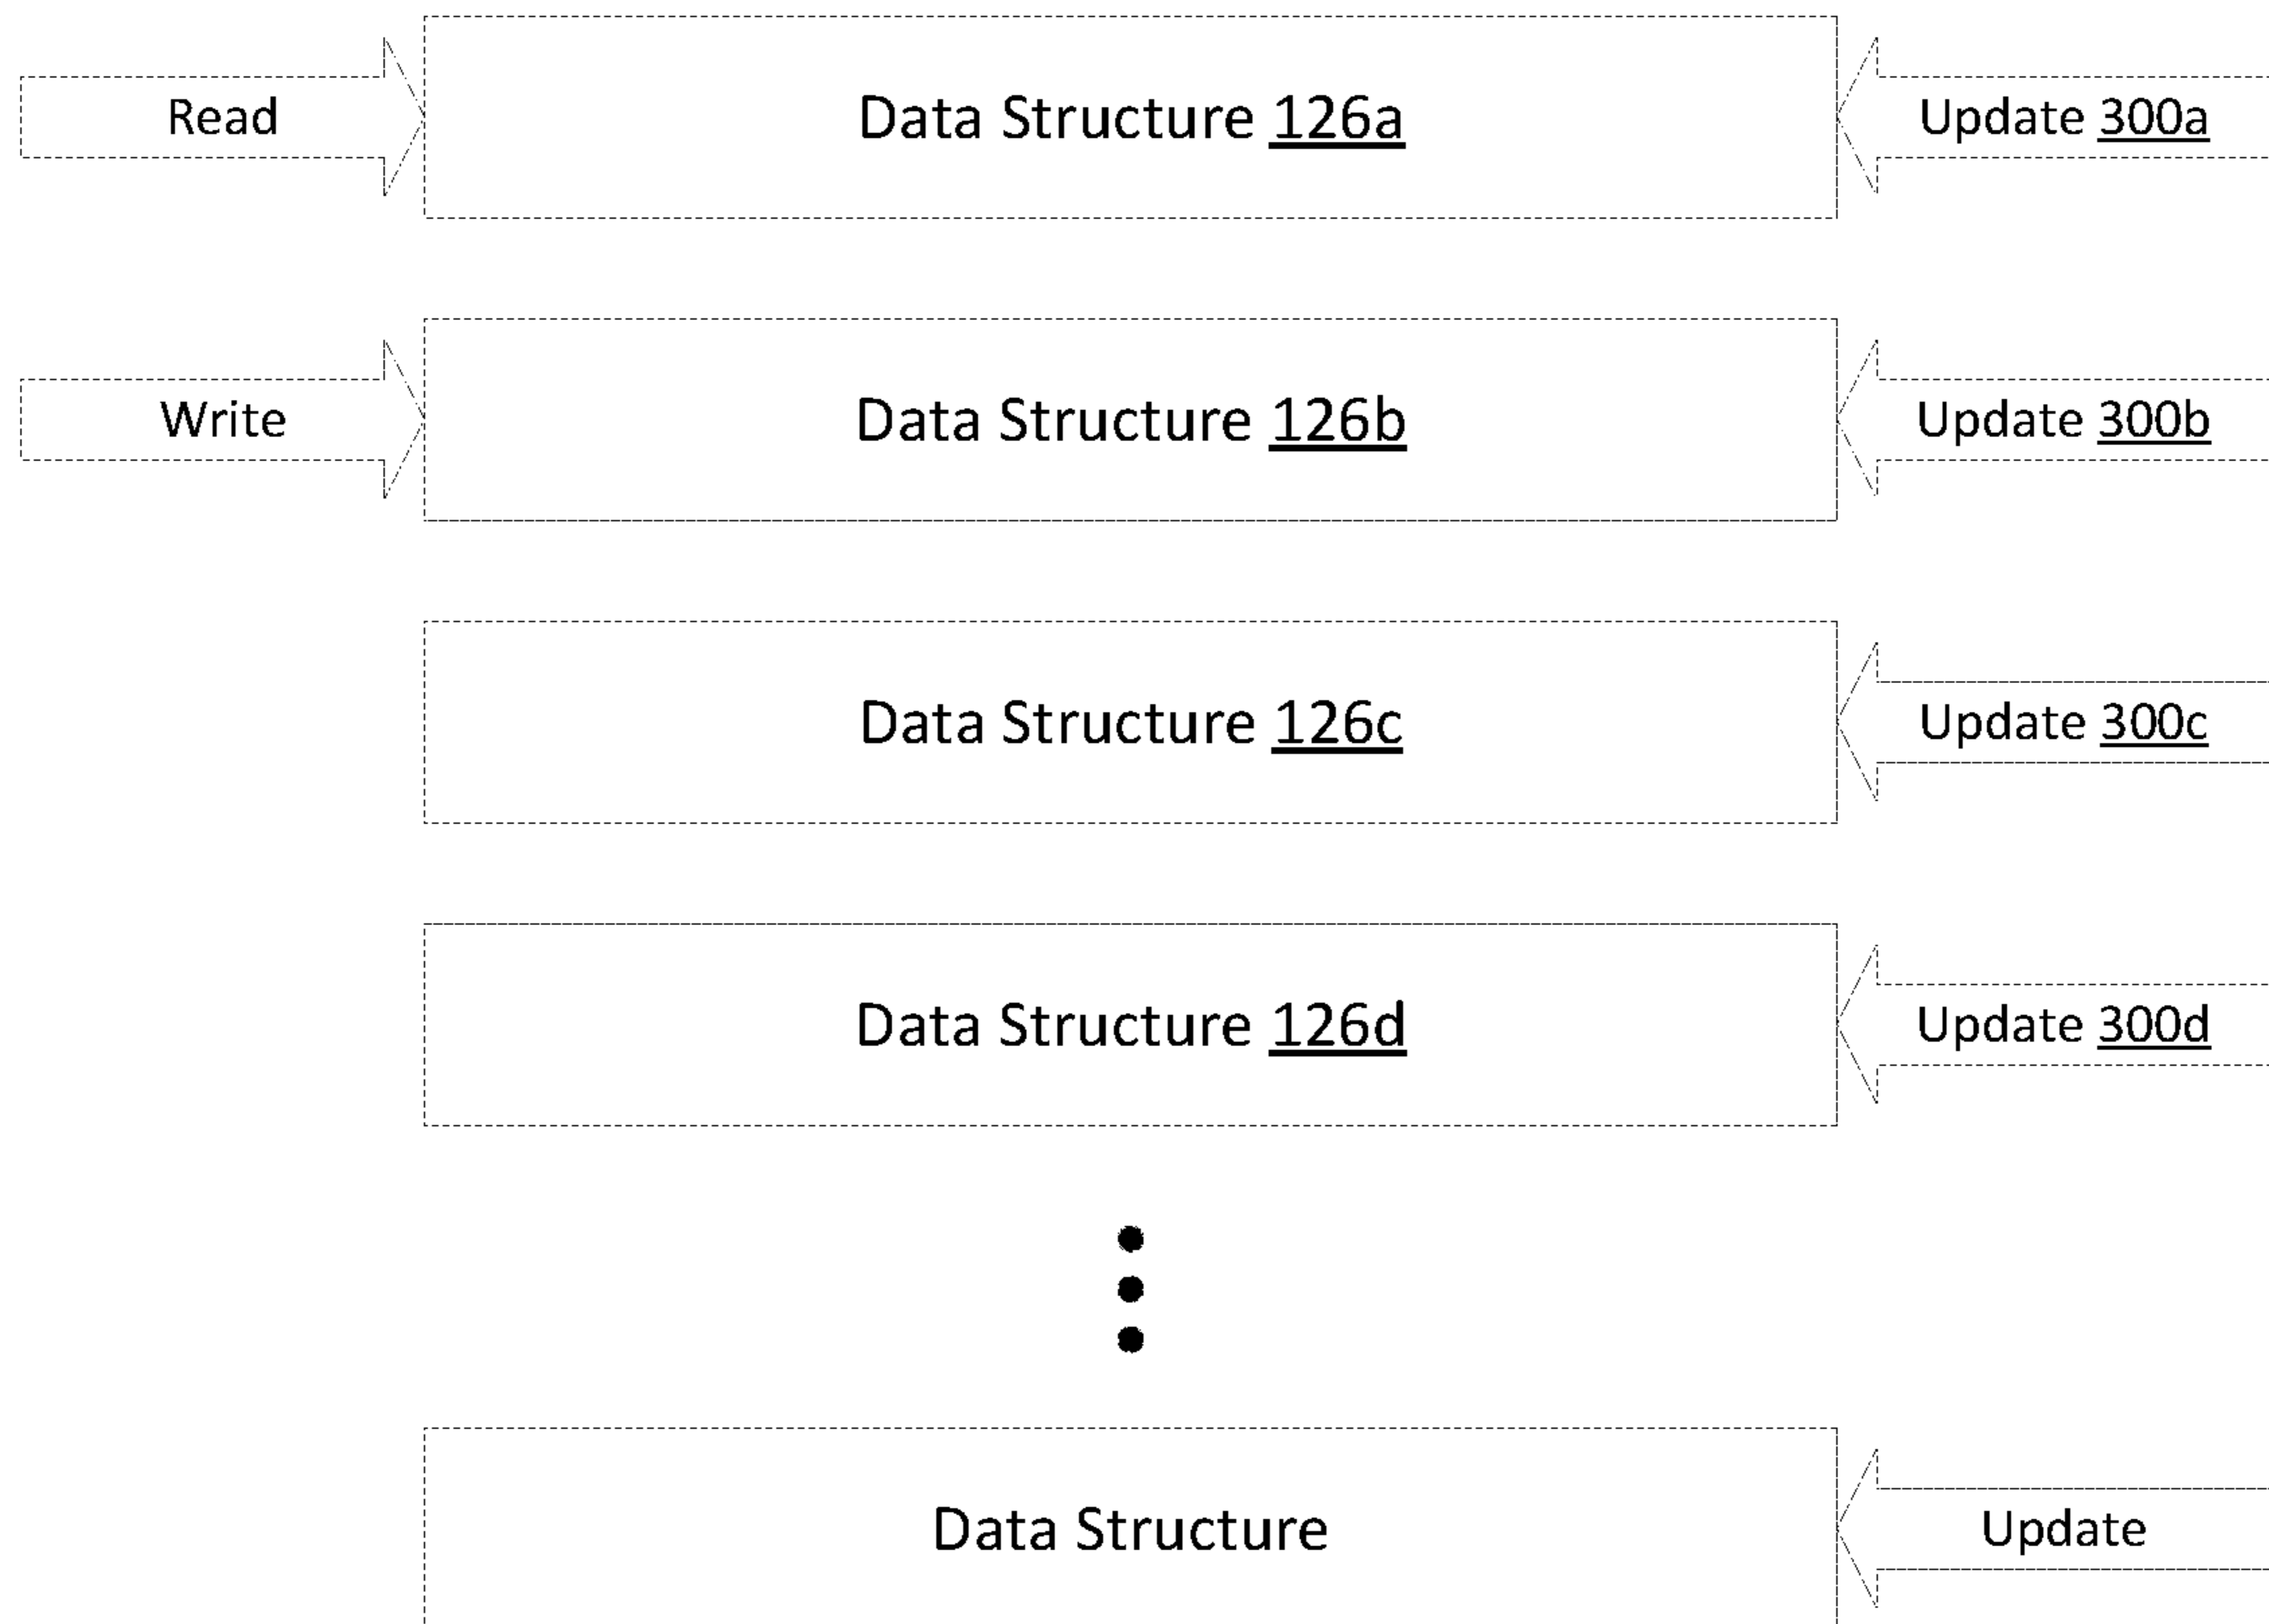 Read
Data Structure 126a
Update 300a
Write
Data Structure 126b
Update 300b
Data Structure 126c
Update 300c
Data Structure 126d
Update 300d
Data Structure
Update